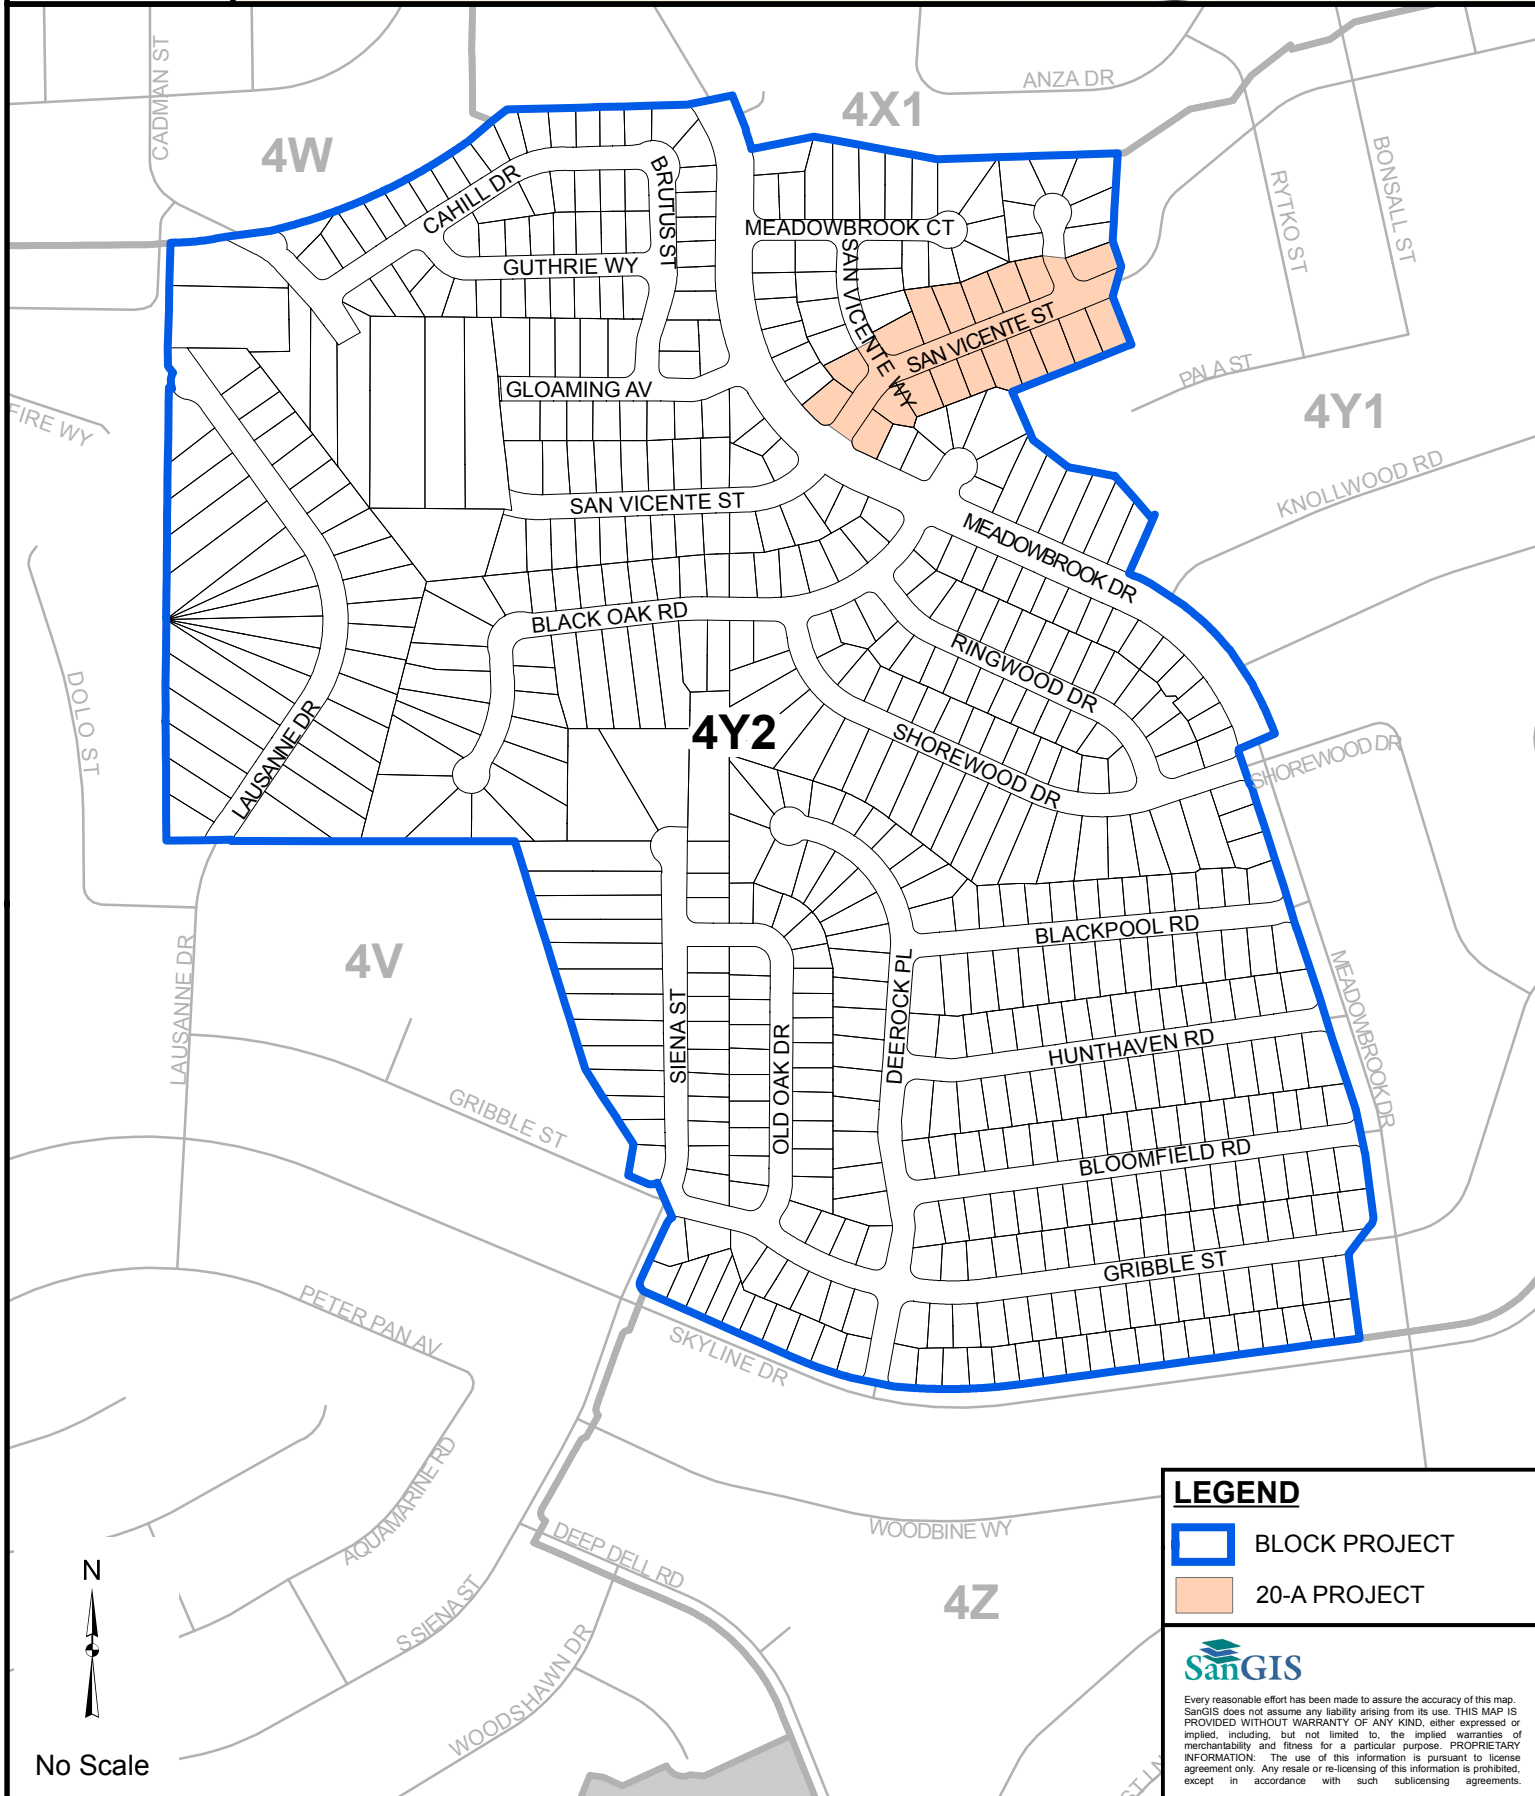 CADMAN ST
ANZA DR
4X1
4W
BONSALL ST
RYTKO ST
CAHILL DR
BRUTUS ST
MEADOWBROOK CT
GUTHRIE WY
SAN VICENTE WY
SAN VICENTE ST
PALA ST
GLOAMING AV
4Y1
FIRE WY
KNOLLWOOD RD
SAN VICENTE ST
MEADOWBROOK DR
BLACK OAK RD
RINGWOOD DR
DOLO ST
LAUSANNE DR
4Y2
SHOREWOOD DR
SHOREWOOD DR
BLACKPOOL RD
4V
LAUSANNE DR
MEADOWBROOK DR
SIENA ST
OLD OAK DR
DEEROCK PL
HUNTHAVEN RD
GRIBBLE ST
BLOOMFIELD RD
GRIBBLE ST
PETER PAN AV
SKYLINE DR
AQUAMARINE RD
WOODBINE WY
DEEP DELL RD
4Z
S SIENA ST
WOODSHAWN DR
N
No Scale
LEGEND
BLOCK PROJECT
20-A PROJECT
SanGIS
Every reasonable effort has been made to assure the accuracy of this map.
SanGIS does not assume any liability arising from its use. THIS MAP IS
PROVIDED WITHOUT WARRANTY OF ANY KIND, either expressed or
implied, including, but not limited to, the implied warranties of
merchantability and fitness for a particular purpose. PROPRIETARY
INFORMATION: The use of this information is pursuant to license
agreement only. Any resale or re-licensing of this information is prohibited,
except in accordance with such sublicensing agreements.